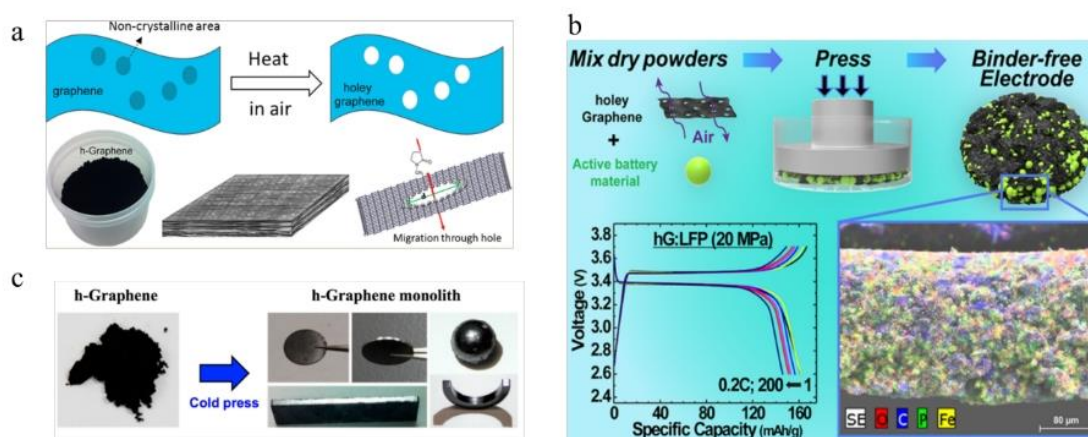 a
Non-crystalline area
graphene
Heat
in air
holey
graphene
h-Graphene
Migration through hole
b
Mix dry powders
Press
Binder-free
Electrode
holey
Graphene
+
Air
Active battery
material
hG:LFP (20 MPa)
Voltage (V)
3.8
3.6
3.4
3.2
2.8
2.6
2.4
0.2C; 200 ⬅ 1
0 40 80 120 160
Specific Capacity (mAh/g)
SE O C P Fe
80 µm
c
h-Graphene
h-Graphene monolith
Cold press